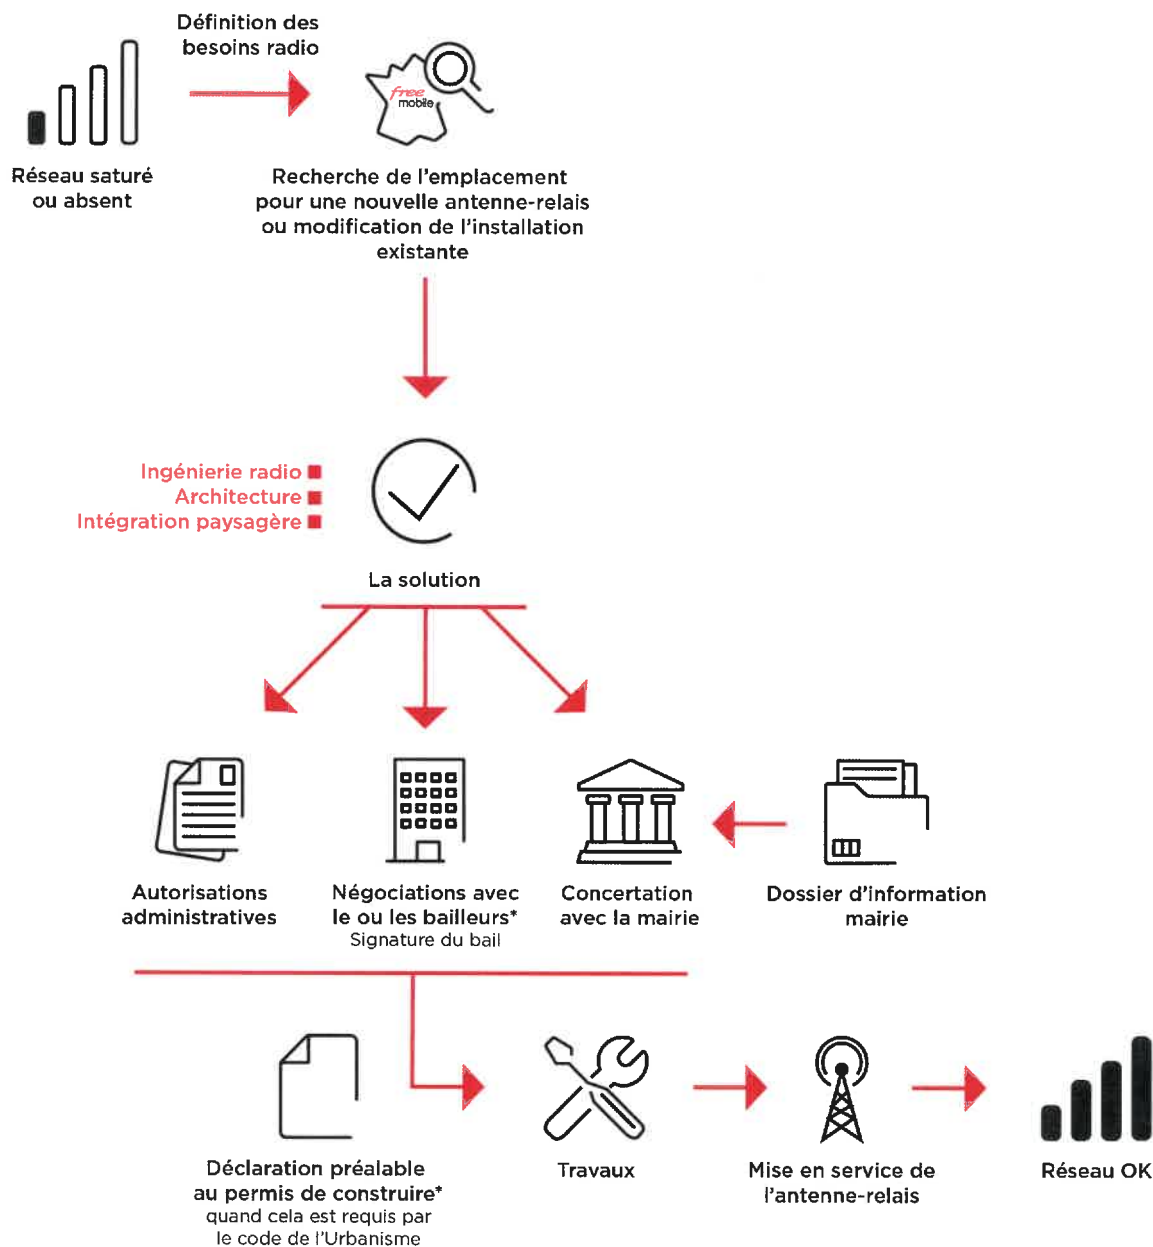 Définition des
besoins radio
free
mobile
Réseau saturé
ou absent
Recherche de l'emplacement
pour une nouvelle antenne-relais
ou modification de l'installation
existante
Ingénierie radio
Architecture
Intégration paysagère
La solution
Autorisations
administratives
Négociations avec
le ou les bailleurs*
Signature du bail
Concertation
avec la mairie
Dossier d'information
mairie
Déclaration préalable
au permis de construire*
quand cela est requis par
le code de l'Urbanisme
Travaux
Mise en service de
l'antenne-relais
Réseau OK